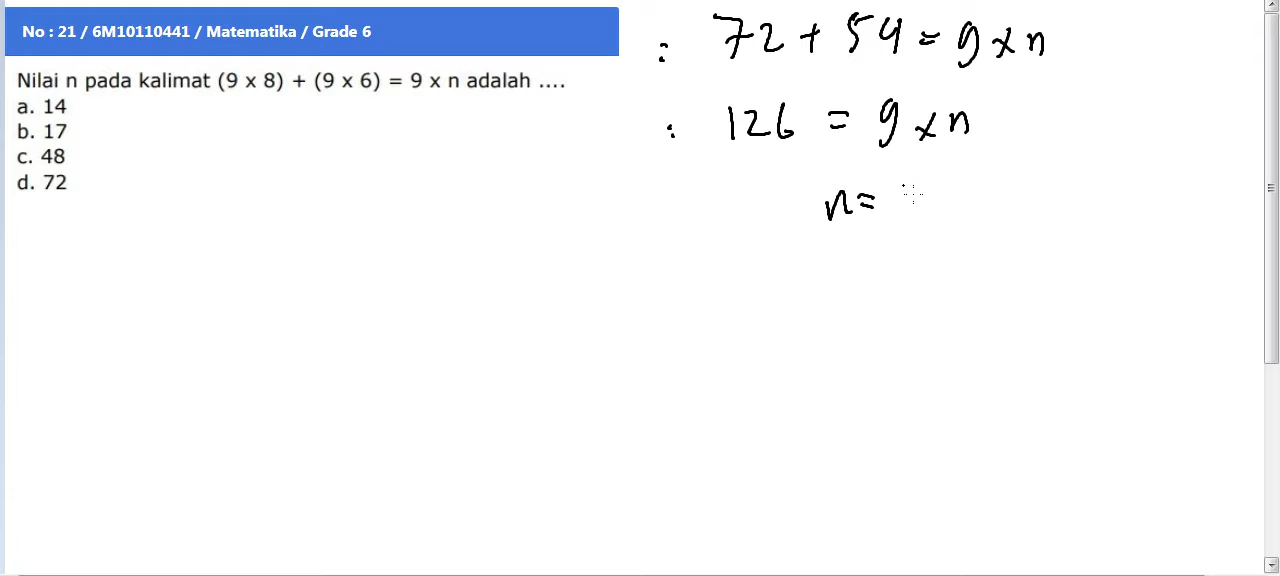 No : 21 / 6M10110441 / Matematika / Grade 6
Nilai n pada kalimat (9 x 8) + (9 x 6) = 9 x n adalah ....
a. 14
b. 17
c. 48
d. 72
: 72 + 54 = 9 x n
: 126 = 9 x n
n =